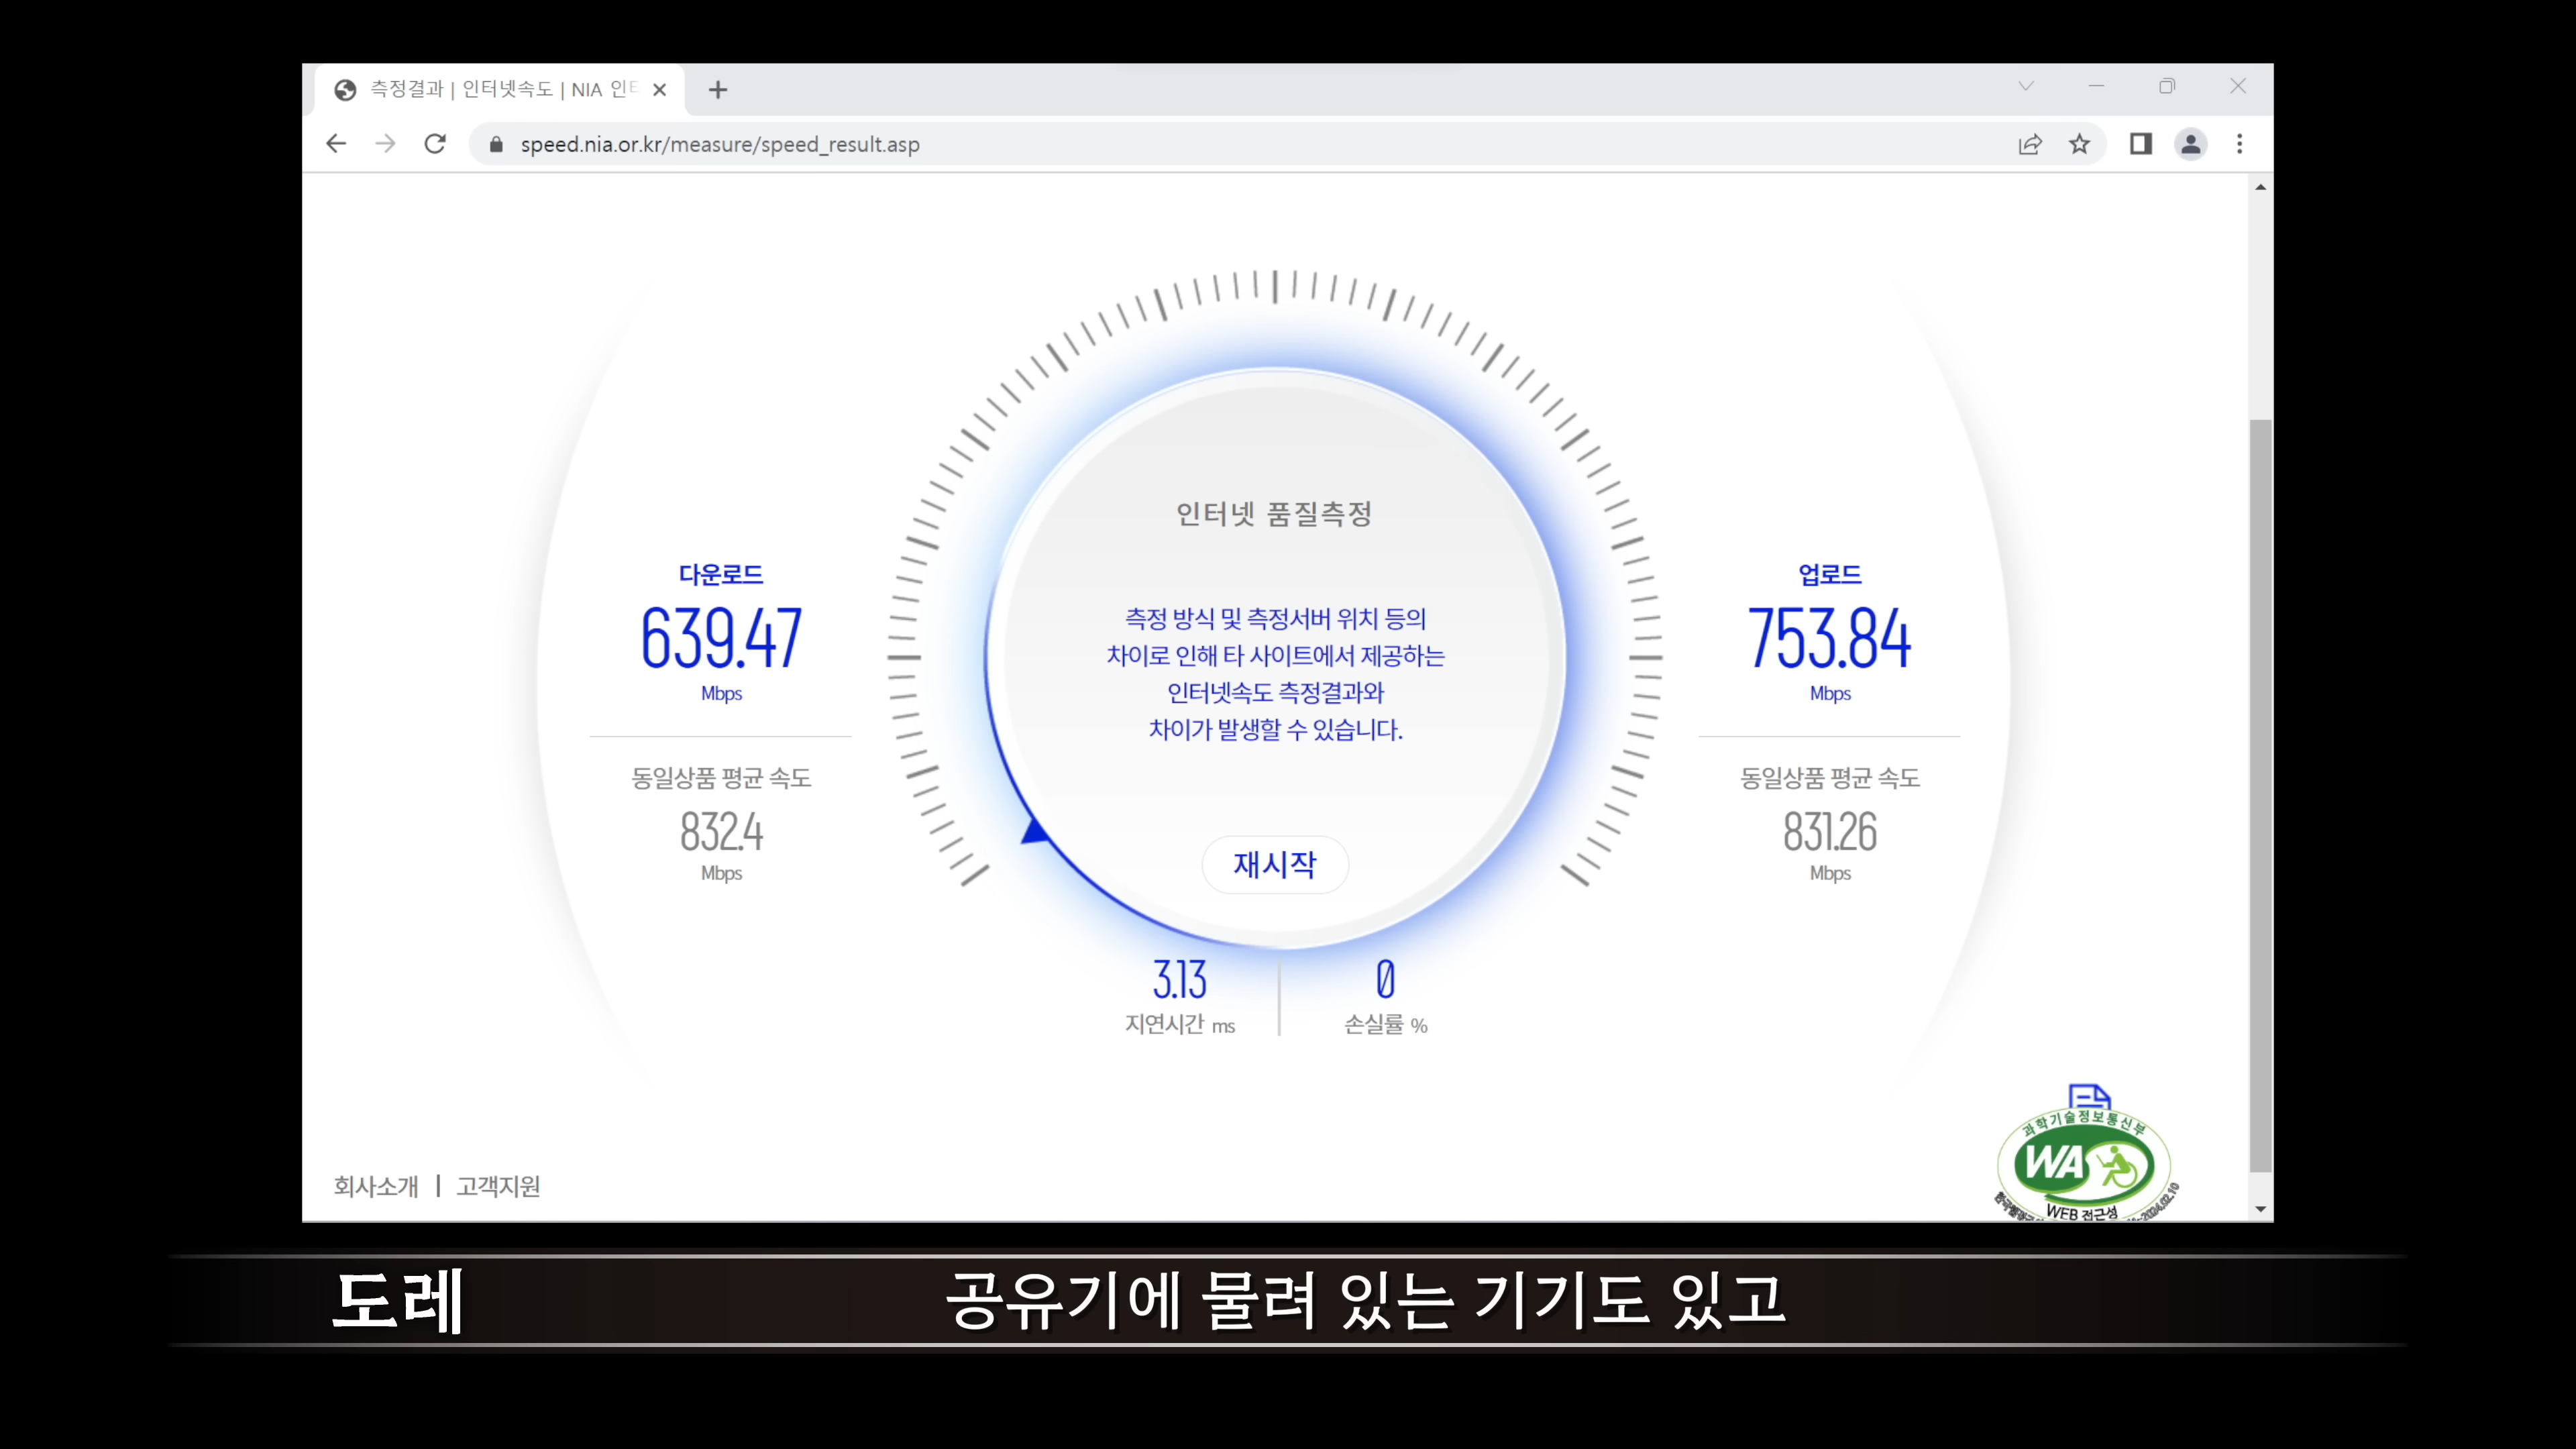 측정결과 | 인터넷속도 | NIA 인터
speed.nia.or.kr/measure/speed_result.asp
인터넷 품질측정
측정 방식 및 측정서버 위치 등의
차이로 인해 타 사이트에서 제공하는
인터넷속도 측정결과와
차이가 발생할 수 있습니다.
재시작
다운로드
639.47
Mbps
동일상품 평균 속도
832.4
Mbps
업로드
753.84
Mbps
동일상품 평균 속도
831.26
Mbps
3.13
지연시간 ms
0
손실률 %
과학기술정보통신부
WA
WEB 접근성
2024.02.10
회사소개 | 고객지원
도레
공유기에 물려 있는 기기도 있고